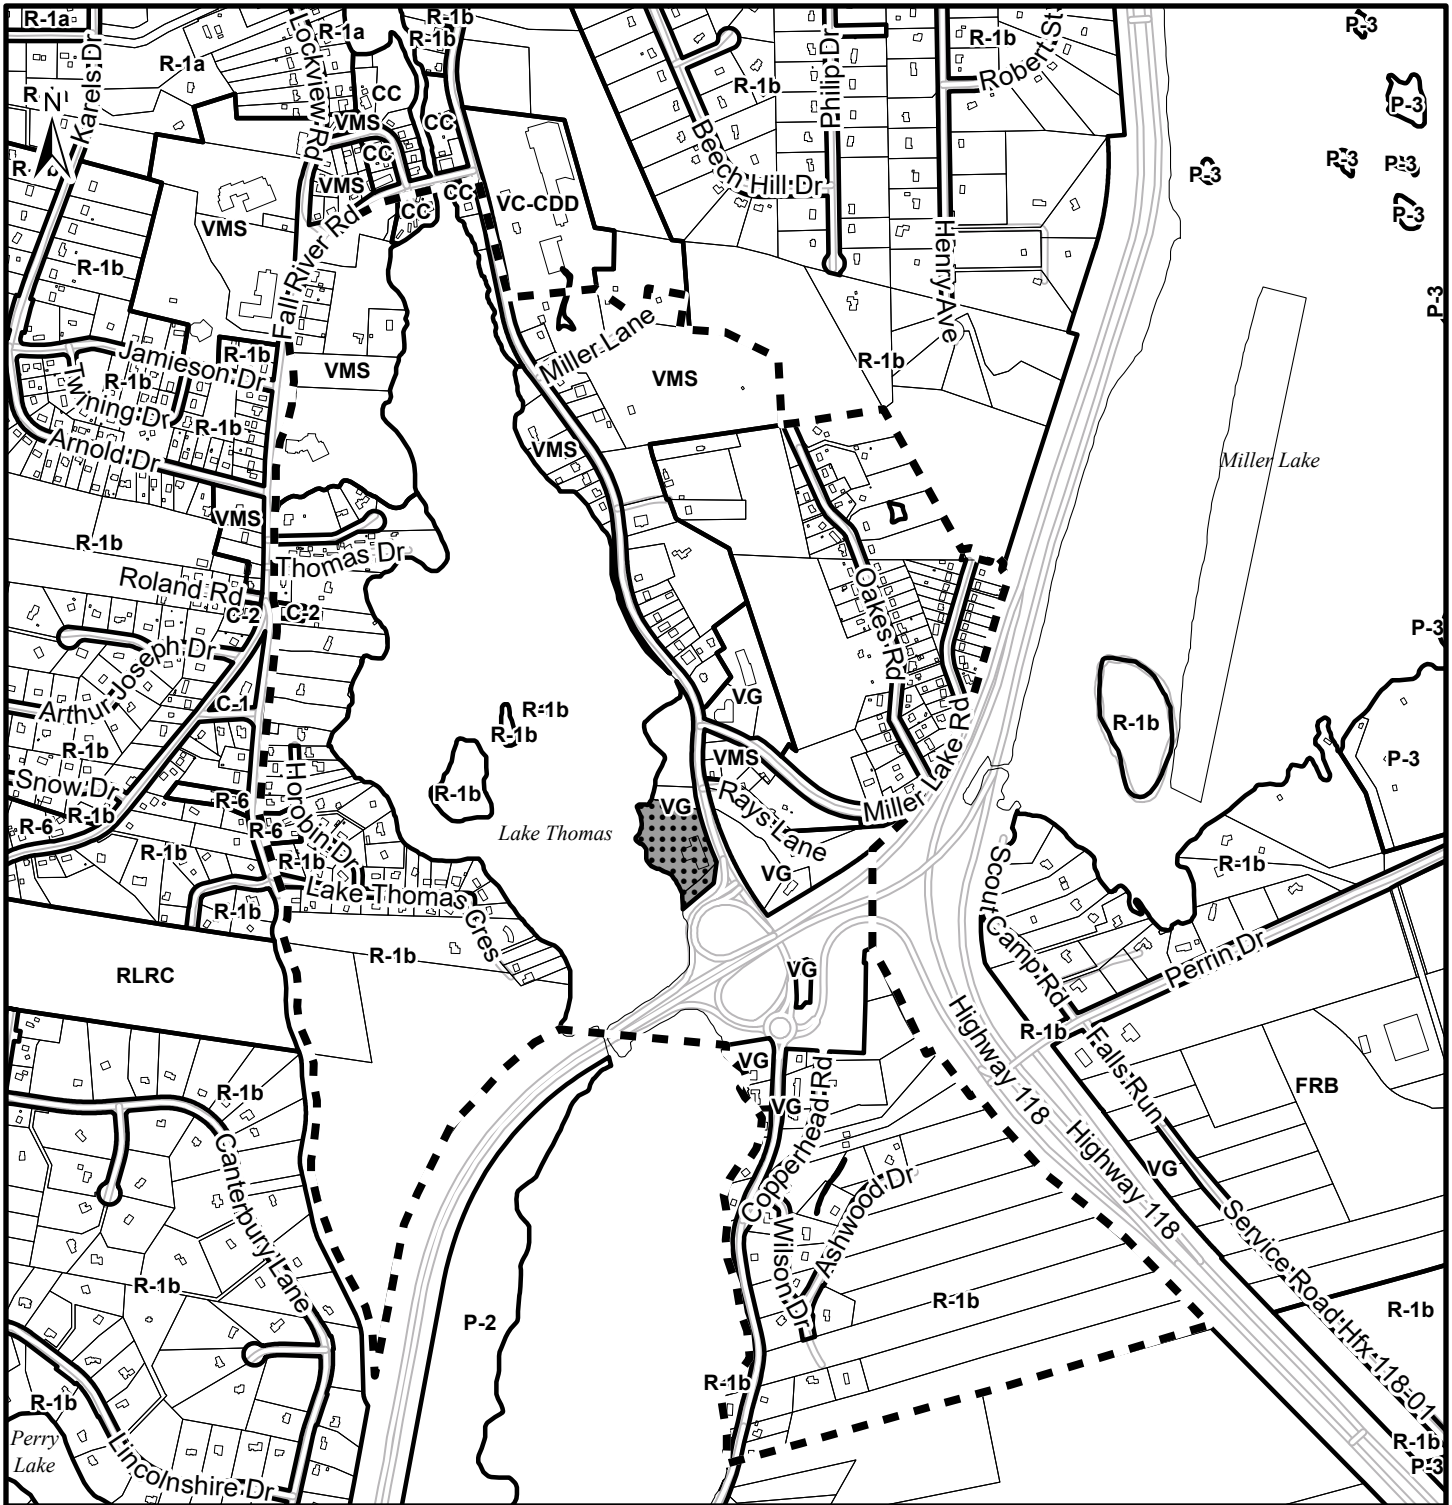 R-1a
R-1b
Lockview Rd
R-1a
R-1b
R-1b
Robert St
P-3
Karels Dr
R-1a
CC
R-1b
Philip Dr
P-3
N
VMS
CC
CC
Beech Hill Dr
P-3
P-3
P-3
VMS
CC
CC
VC-CDD
P-3
VMS
Fall River Rd
Henry Ave
R-1b
P-3
Miller Lane
Jamieson Dr
R-1b
VMS
VMS
R-1b
Twining Dr
R-1b
R-1b
Arnold Dr
VMS
Miller Lake
VMS
R-1b
Thomas Dr
Roland Rd
Oakes Rd
C-2
C-2
P-3
Arthur Joseph Dr
C-1
VG
R-1b
R-1b
R-1b
R-1b
Snow Dr
Horobin Dr
VMS
Miller Lake Rd
P-3
R-6
R-1b
R-6
R-6
R-1b
Lake Thomas
VG
Rays Lane
R-1b
R-1b
Lake Thomas Cres
VG
R-1b
R-1b
Scout Camp Rd
Perrin Dr
RLRC
R-1b
VG
Highway 118
R-1b
Falls Run
VG
R-1b
VG
Copperhead Rd
FRB
Highway 118
Canterbury Lane
VG
Ashwood Dr
Wilson Dr
Service Road Hfx-118-01
R-1b
R-1b
R-1b
P-2
R-1b
R-1b
Perry
Lake
Lincolnshire Dr
R-1b
P-3